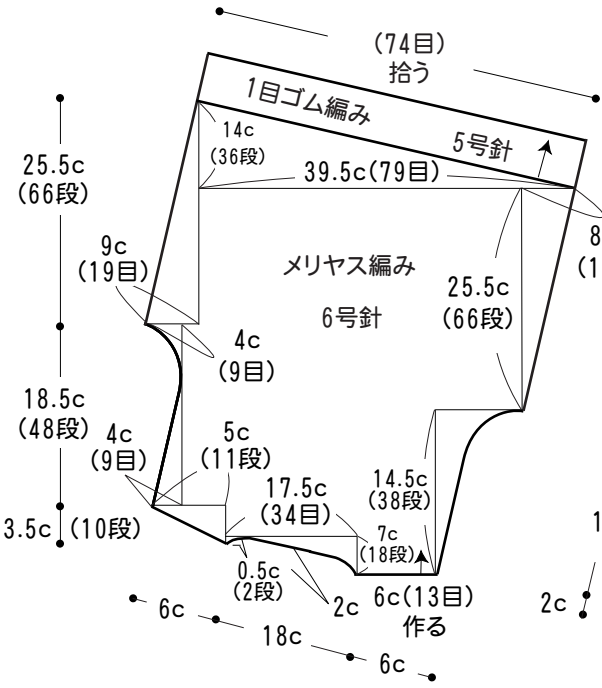 (74目)
拾う
1目ゴム編み
5号針
14c
(36段)
39.5c(79目)
25.5c
(66段)
8
(1
9c
(19目)
メリヤス編み
6号針
25.5c
(66段)
4c
(9目)
18.5c
(48段)
4c
(9目)
5c
(11段)
17.5c
(34目)
14.5c
(38段)
7c
(18段)
3.5c (10段)
0.5c
(2段)
2c
6c(13目)
作る
1
2c
6c
18c
6c